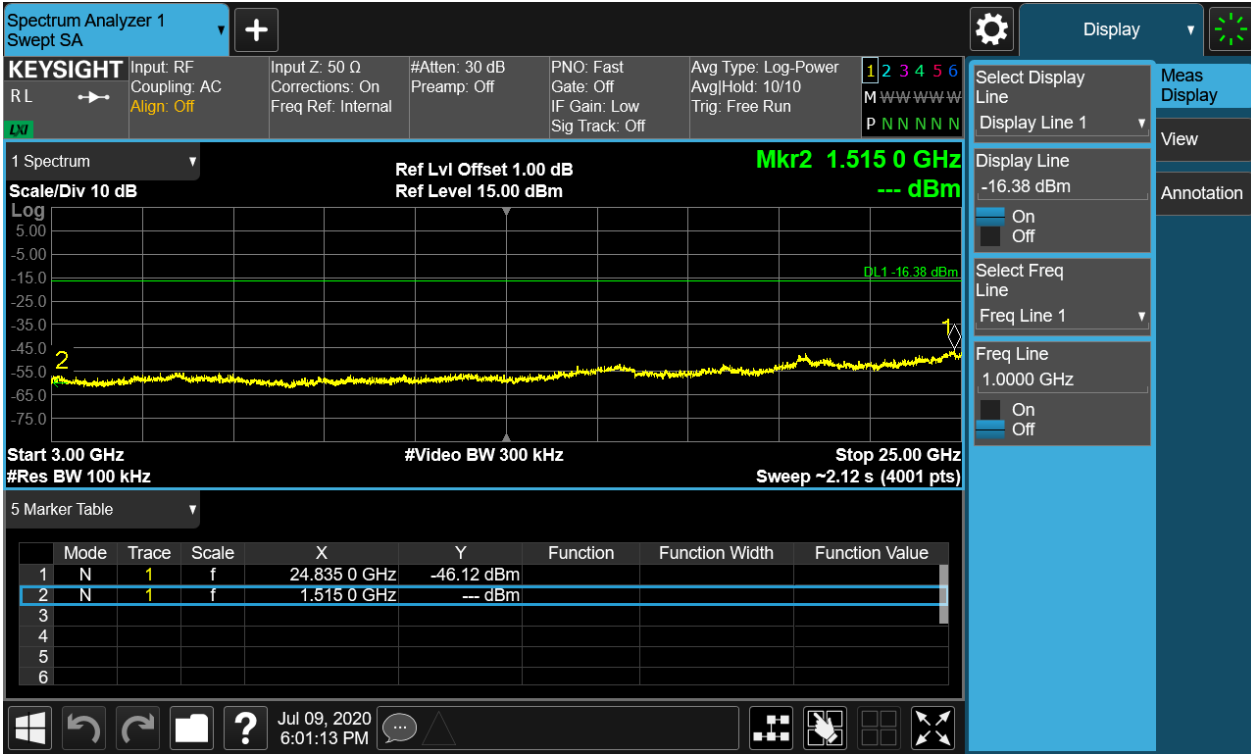 Spectrum Analyzer 1
Swept SA
Display
KEYSIGHT
R L
LXI
Input: RF
Coupling: AC
Align: Off
Input Z: 50 Ω
Corrections: On
Freq Ref: Internal
#Atten: 30 dB
Preamp: Off
PNO: Fast
Gate: Off
IF Gain: Low
Sig Track: Off
Avg Type: Log-Power
Avg|Hold: 10/10
Trig: Free Run
1 2 3 4 5 6
M W W W W W
P N N N N N
1 Spectrum
Scale/Div 10 dB
Ref Lvl Offset 1.00 dB
Ref Level 15.00 dBm
Mkr2 1.515 0 GHz
--- dBm
Log
5.00
-5.00
-15.0
-25.0
-35.0
-45.0
-55.0
-65.0
-75.0
DL1 -16.38 dBm
1
2
Start 3.00 GHz
#Video BW 300 kHz
Stop 25.00 GHz
#Res BW 100 kHz
Sweep ~2.12 s (4001 pts)
5 Marker Table
Mode Trace Scale X Y Function Function Width Function Value
1 N 1 f 24.835 0 GHz -46.12 dBm
2 N 1 f 1.515 0 GHz --- dBm
3
4
5
6
Select Display
Line
Display Line 1
Display Line
-16.38 dBm
On
Off
Select Freq
Line
Freq Line 1
Freq Line
1.0000 GHz
On
Off
Meas
Display
View
Annotation
?
Jul 09, 2020
6:01:13 PM